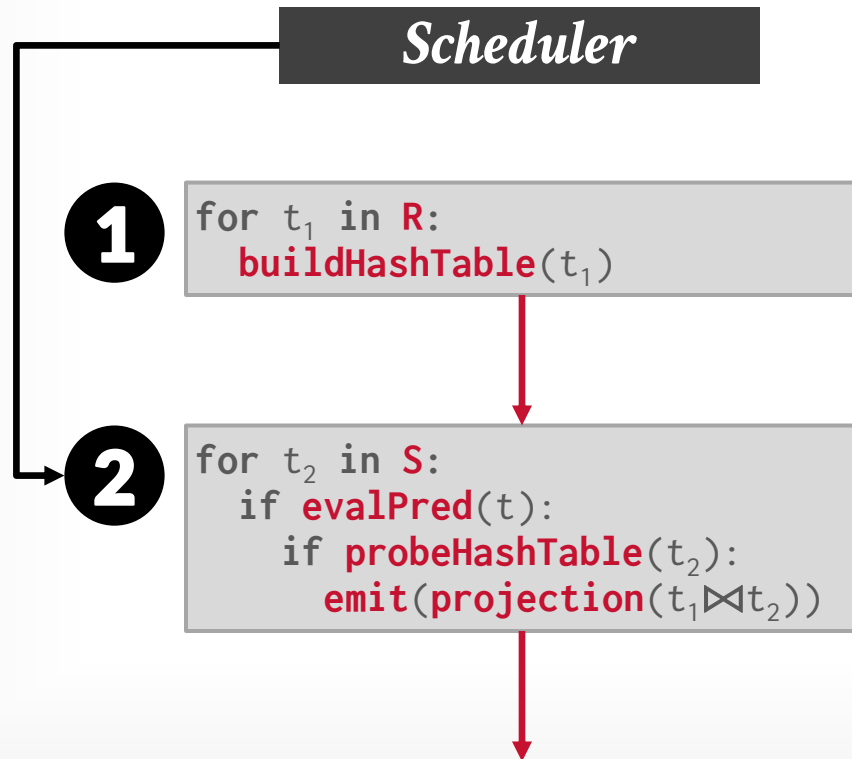 Scheduler
1
for t₁ in R:
buildHashTable(t₁)
2
for t₂ in S:
if evalPred(t):
if probeHashTable(t₂):
emit(projection(t₁⨝t₂))